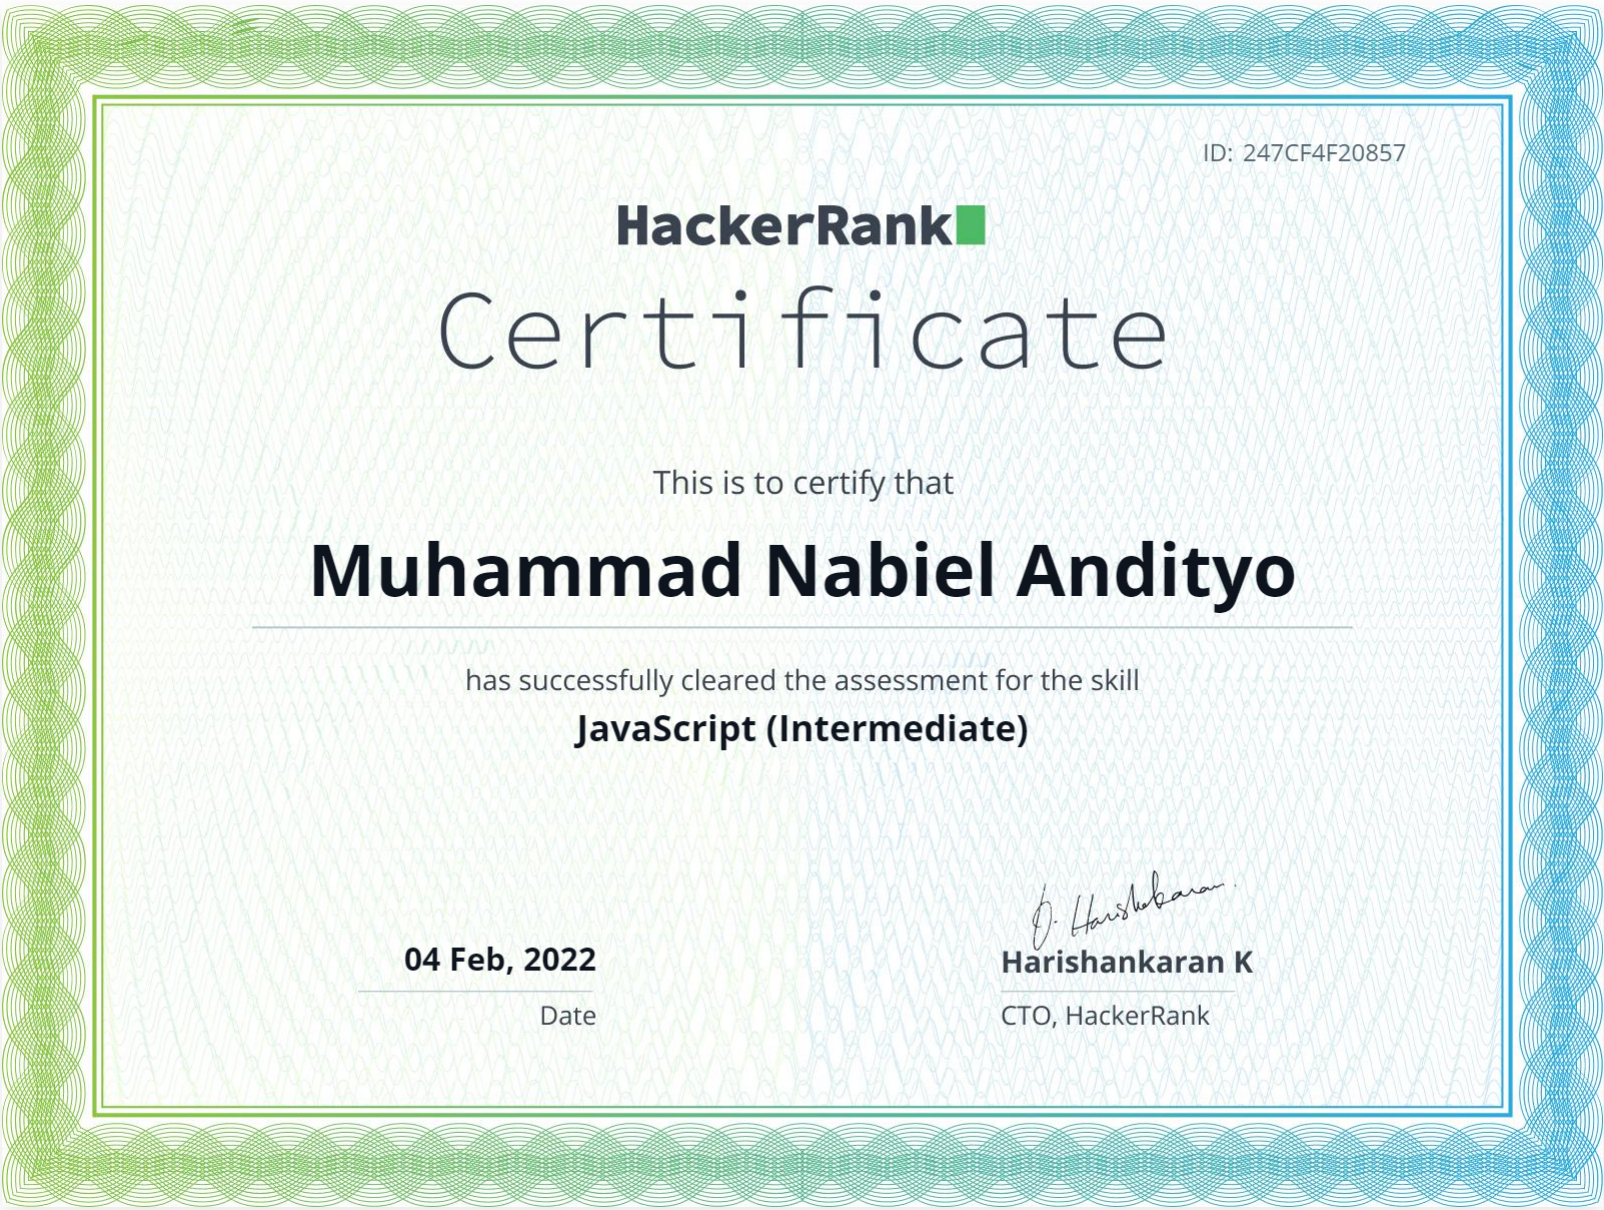 ID: 247CF4F20857
HackerRank
Certificate
This is to certify that
Muhammad Nabiel Andityo
has successfully cleared the assessment for the skill
JavaScript (Intermediate)
04 Feb, 2022
Date
Harishankaran K
CTO, HackerRank